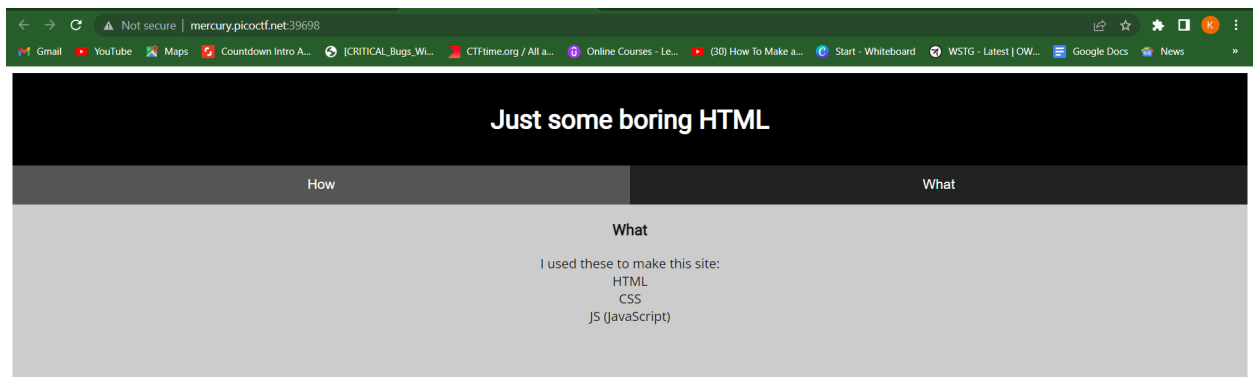 Not secure | mercury.picoctf.net:39698
K
Gmail YouTube Maps Countdown Intro A... [CRITICAL_Bugs_Wi... CTFtime.org / All a... Online Courses - Le... (30) How To Make a... Start - Whiteboard WSTG - Latest | OW... Google Docs News »
Just some boring HTML
How What
What
I used these to make this site:
HTML
CSS
JS (JavaScript)